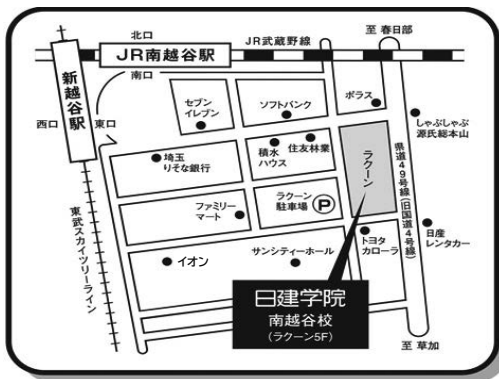 北口
JR南越谷駅
JR武蔵野線
至 春日部
南口
新越谷駅
西口
東口
セブン
イレブン
ソフトバンク
ポラス
しゃぶしゃぶ
源氏総本山
埼玉
りそな銀行
積水
ハウス
住友林業
ラクーン
県道49号線(旧国道4号線)
ファミリー
マート
ラクーン
駐車場
P
トヨタ
カローラ
日産
レンタカー
東武スカイツリーライン
イオン
サンシティーホール
日建学院
南越谷校
(ラクーン5F)
至 草加